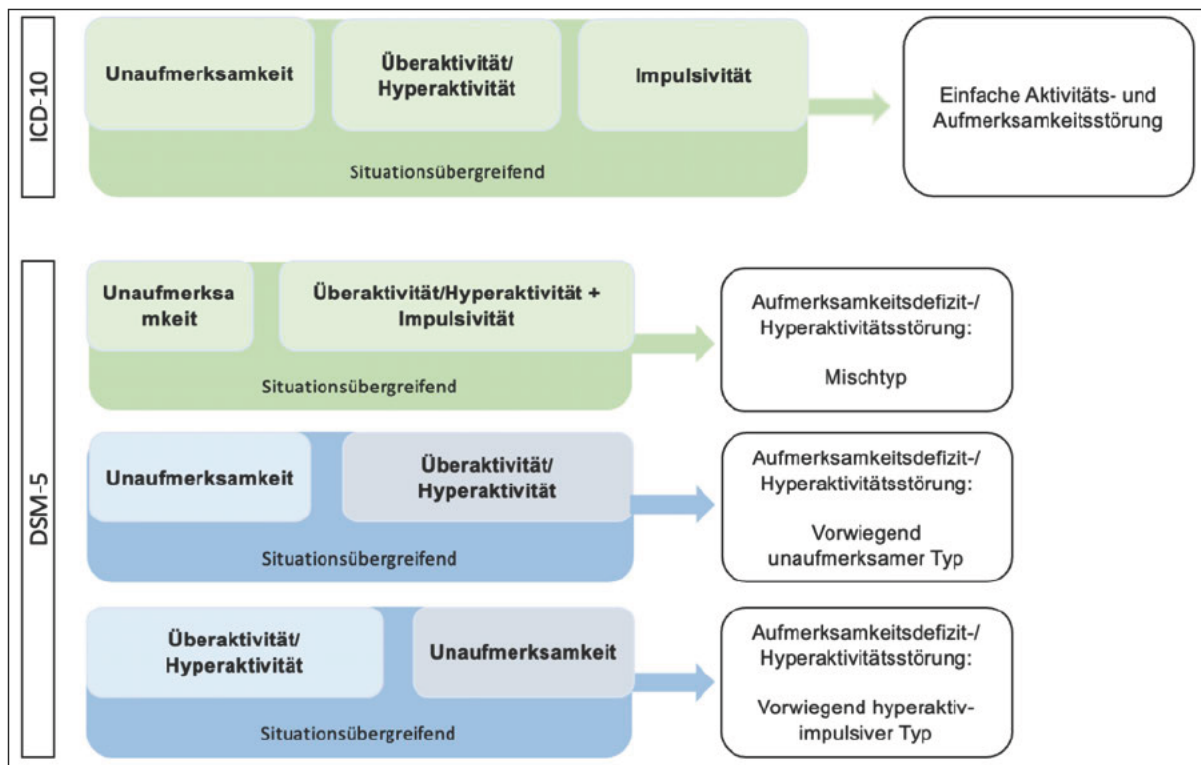 ICD-10
Unaufmerksamkeit
Überaktivität/
Hyperaktivität
Impulsivität
Situationsübergreifend
Einfache Aktivitäts- und
Aufmerksamkeitsstörung
DSM-5
Unaufmerksa
mkeit
Überaktivität/Hyperaktivität +
Impulsivität
Situationsübergreifend
Aufmerksamkeitsdefizit-/
Hyperaktivitätsstörung:
Mischtyp
Unaufmerksamkeit
Überaktivität/
Hyperaktivität
Situationsübergreifend
Aufmerksamkeitsdefizit-/
Hyperaktivitätsstörung:
Vorwiegend
unaufmerksamer Typ
Überaktivität/
Hyperaktivität
Unaufmerksamkeit
Situationsübergreifend
Aufmerksamkeitsdefizit-/
Hyperaktivitätsstörung:
Vorwiegend hyperaktiv-
impulsiver Typ